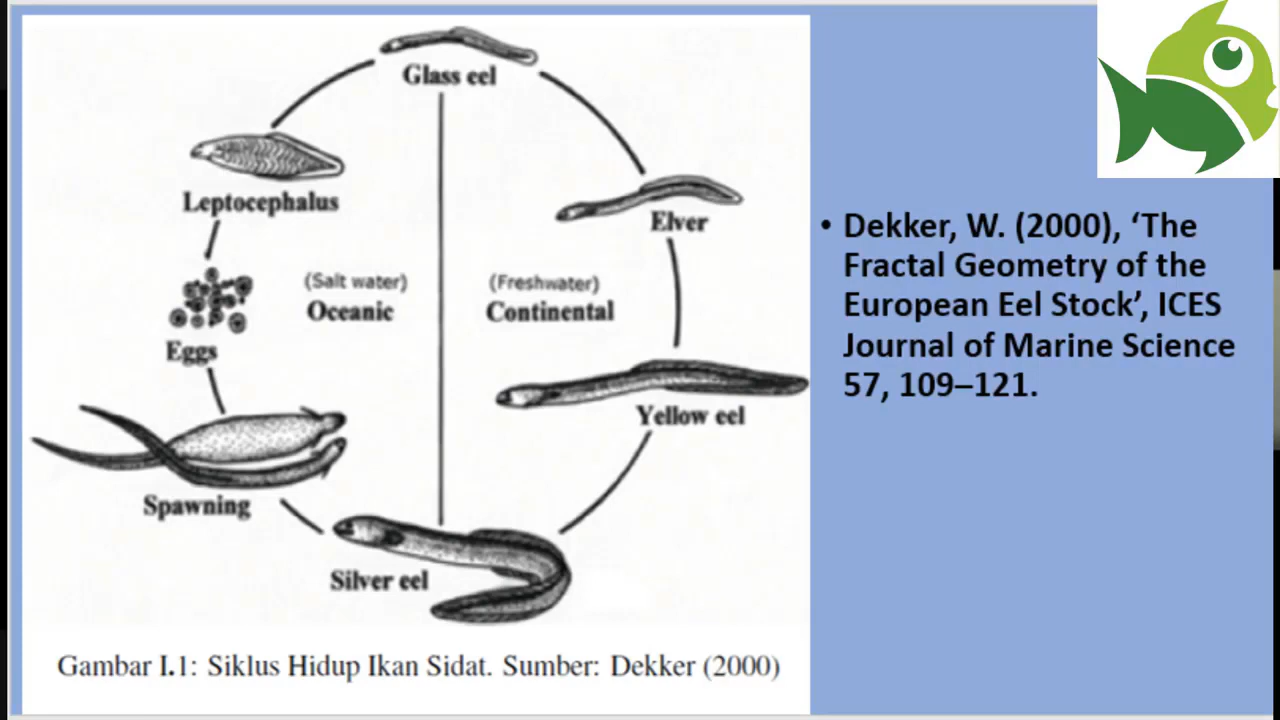 Glass eel
Leptocephalus
Elver
(Salt water)
Oceanic
(Freshwater)
Continental
Eggs
Yellow eel
Spawning
Silver eel
Gambar I.1: Siklus Hidup Ikan Sidat. Sumber: Dekker (2000)
• Dekker, W. (2000), ‘The
Fractal Geometry of the
European Eel Stock’, ICES
Journal of Marine Science
57, 109–121.